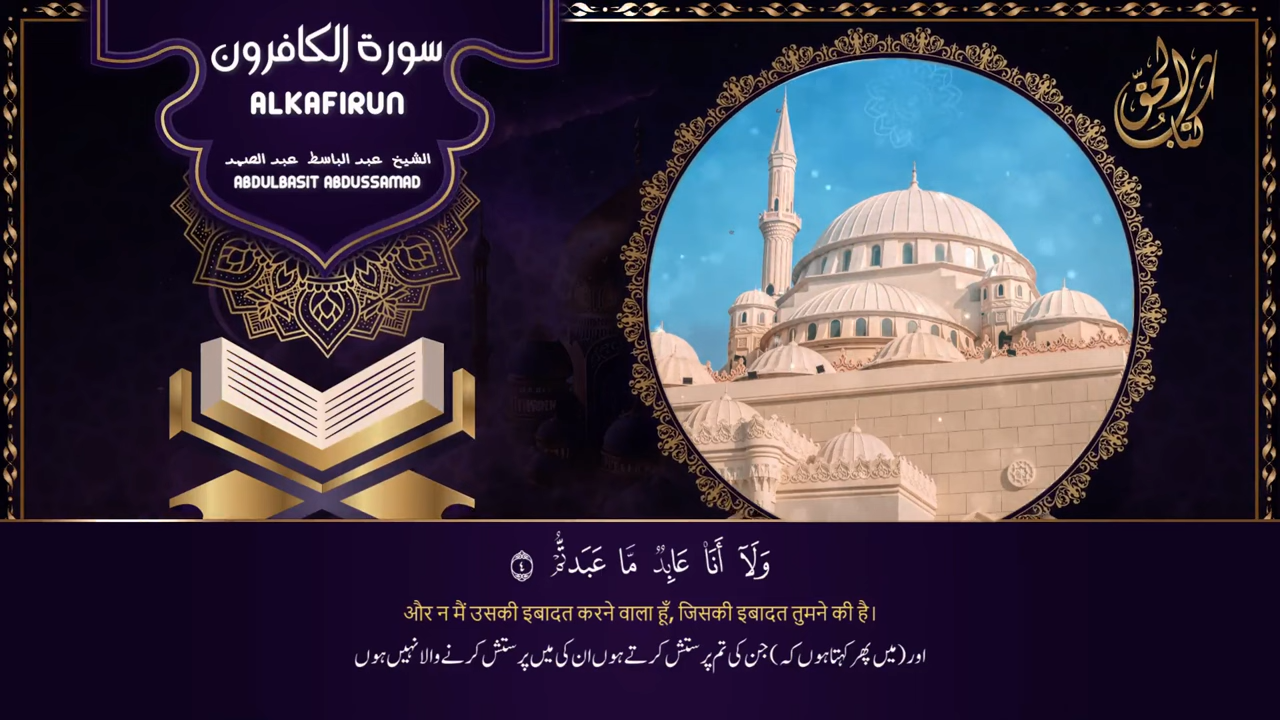 سورة الكافرون
ALKAFIRUN
الشيخ عبد الباسط عبد الصمد
ABDULBASIT ABDUSSAMAD
كتاب الحق
وَلَآ أَنَا۠ عَابِدٌ مَّا عَبَدتُّمْ ٤
और न मैं उसकी इबादत करने वाला हूँ, जिसकी इबादत तुमने की है।
اور (میں پھر کہتا ہوں کہ) جن کی تم پرستش کرتے ہوں ان کی میں پرستش کرنے والا نہیں ہوں